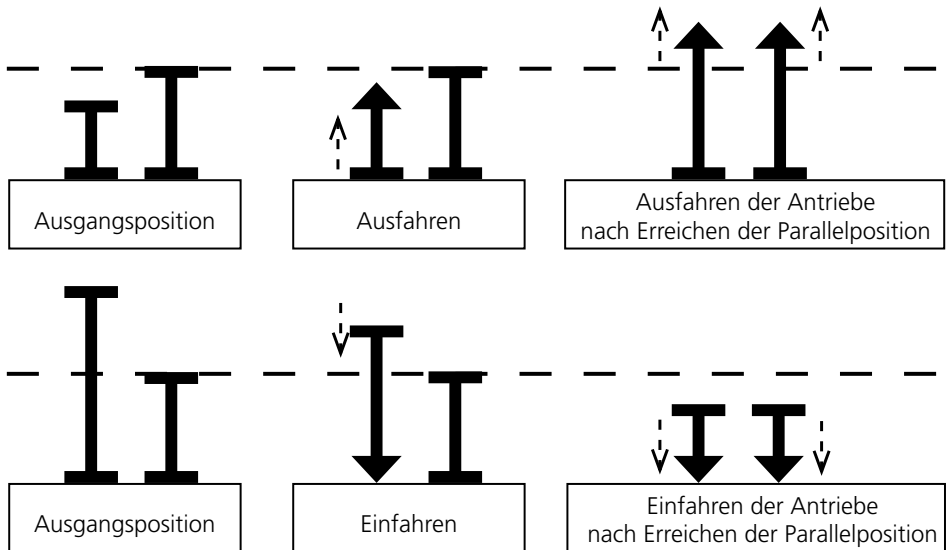 Ausgangsposition
Ausfahren
Ausfahren der Antriebe
nach Erreichen der Parallelposition
Ausgangsposition
Einfahren
Einfahren der Antriebe
nach Erreichen der Parallelposition